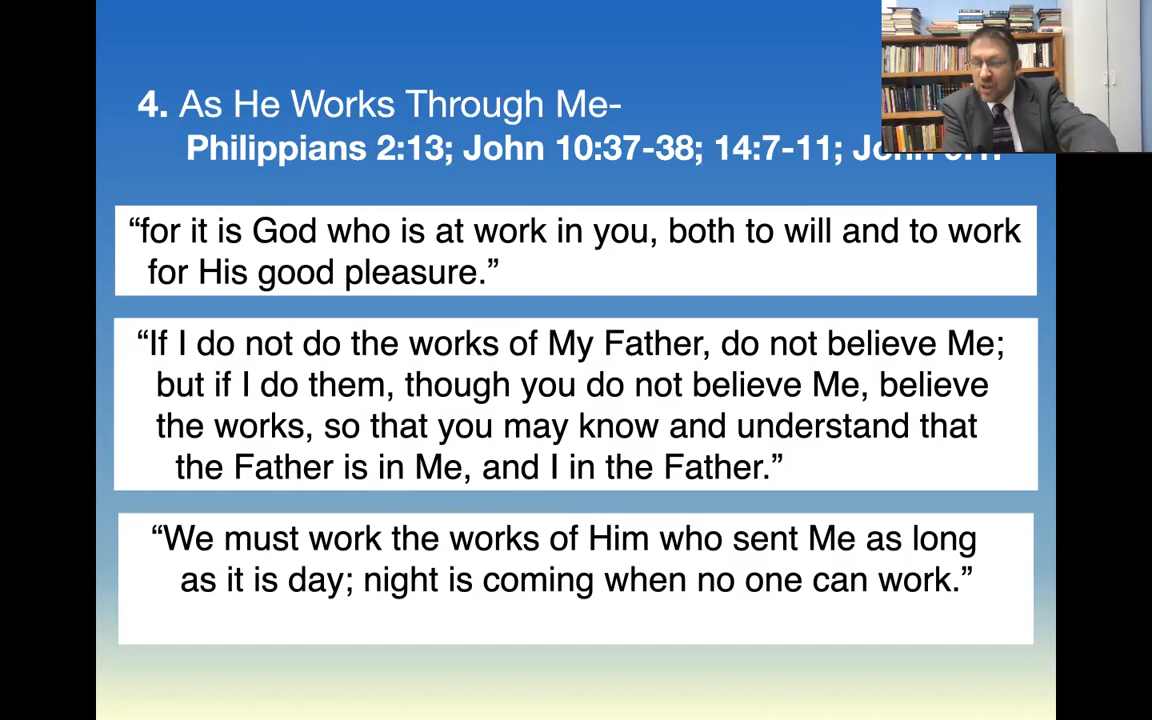 4. As He Works Through Me-
Philippians 2:13; John 10:37-38; 14:7-11;
“for it is God who is at work in you, both to will and to work
for His good pleasure.”
“If I do not do the works of My Father, do not believe Me;
but if I do them, though you do not believe Me, believe
the works, so that you may know and understand that
the Father is in Me, and I in the Father.”
“We must work the works of Him who sent Me as long
as it is day; night is coming when no one can work.”